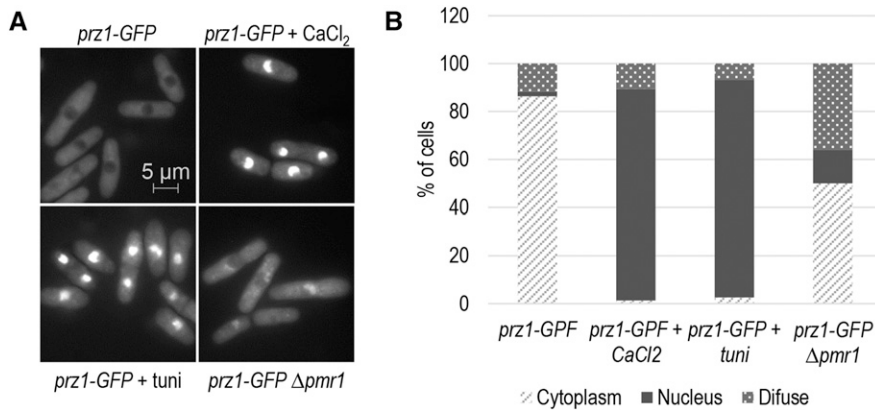 A
prz1-GFP
prz1-GFP + CaCl2
5 µm
prz1-GFP + tuni
prz1-GFP Δpmr1
B
120
100
80
60
40
20
0
% of cells
prz1-GPF
prz1-GPF +
CaCl2
prz1-GFP +
tuni
prz1-GFP
Δpmr1
Cytoplasm
Nucleus
Difuse